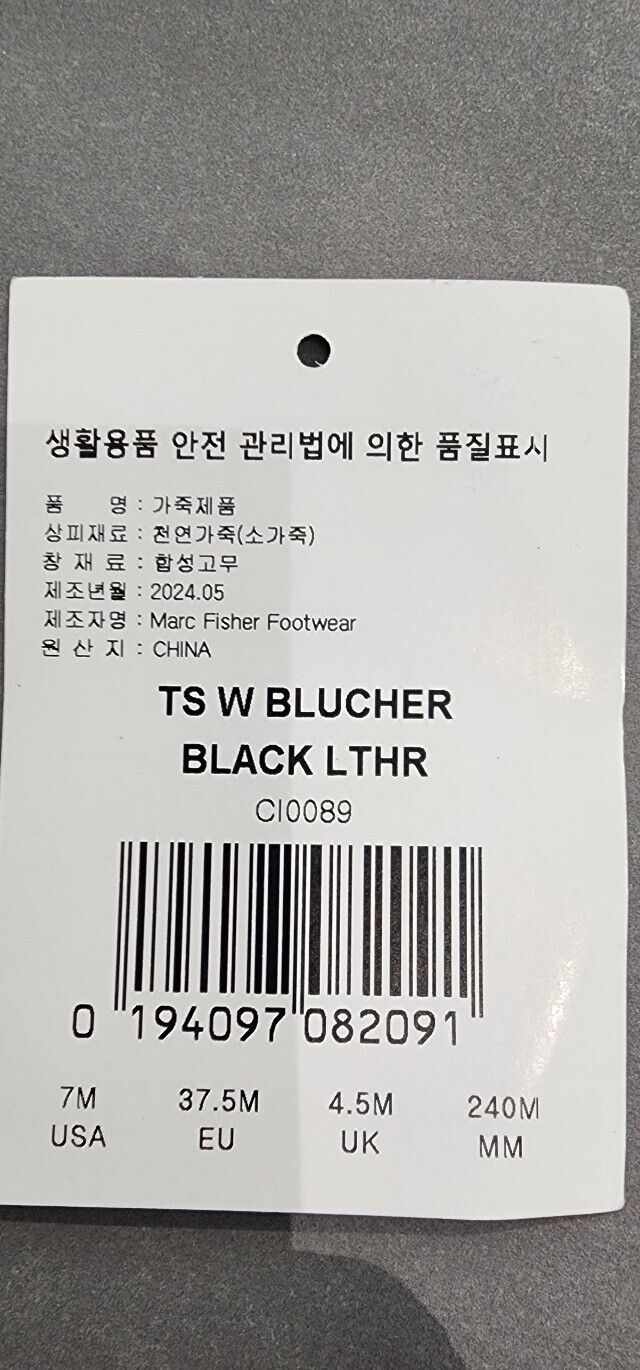 생활용품 안전 관리법에 의한 품질표시
품 명 : 가죽제품
상피재료 : 천연가죽(소가죽)
창 재 료 : 합성고무
제조년월 : 2024.05
제조자명 : Marc Fisher Footwear
원 산 지 : CHINA
TS W BLUCHER
BLACK LTHR
CI0089
0 194097 082091
7M 37.5M 4.5M 240M
USA EU UK MM